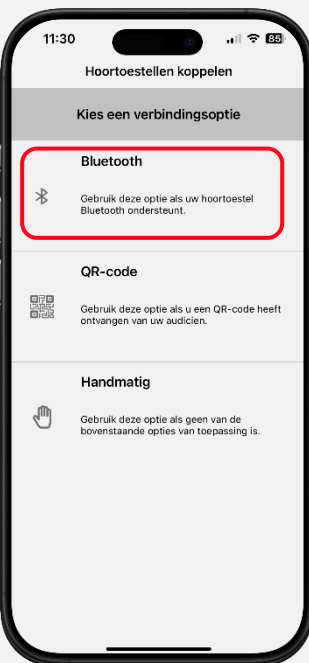 11:30
85
Hoortoestellen koppelen
Kies een verbindingsoptie
Bluetooth
Gebruik deze optie als uw hoortoestel
Bluetooth ondersteunt.
QR-code
Gebruik deze optie als u een QR-code heeft
ontvangen van uw audicien.
Handmatig
Gebruik deze optie als geen van de
bovenstaande opties van toepassing is.